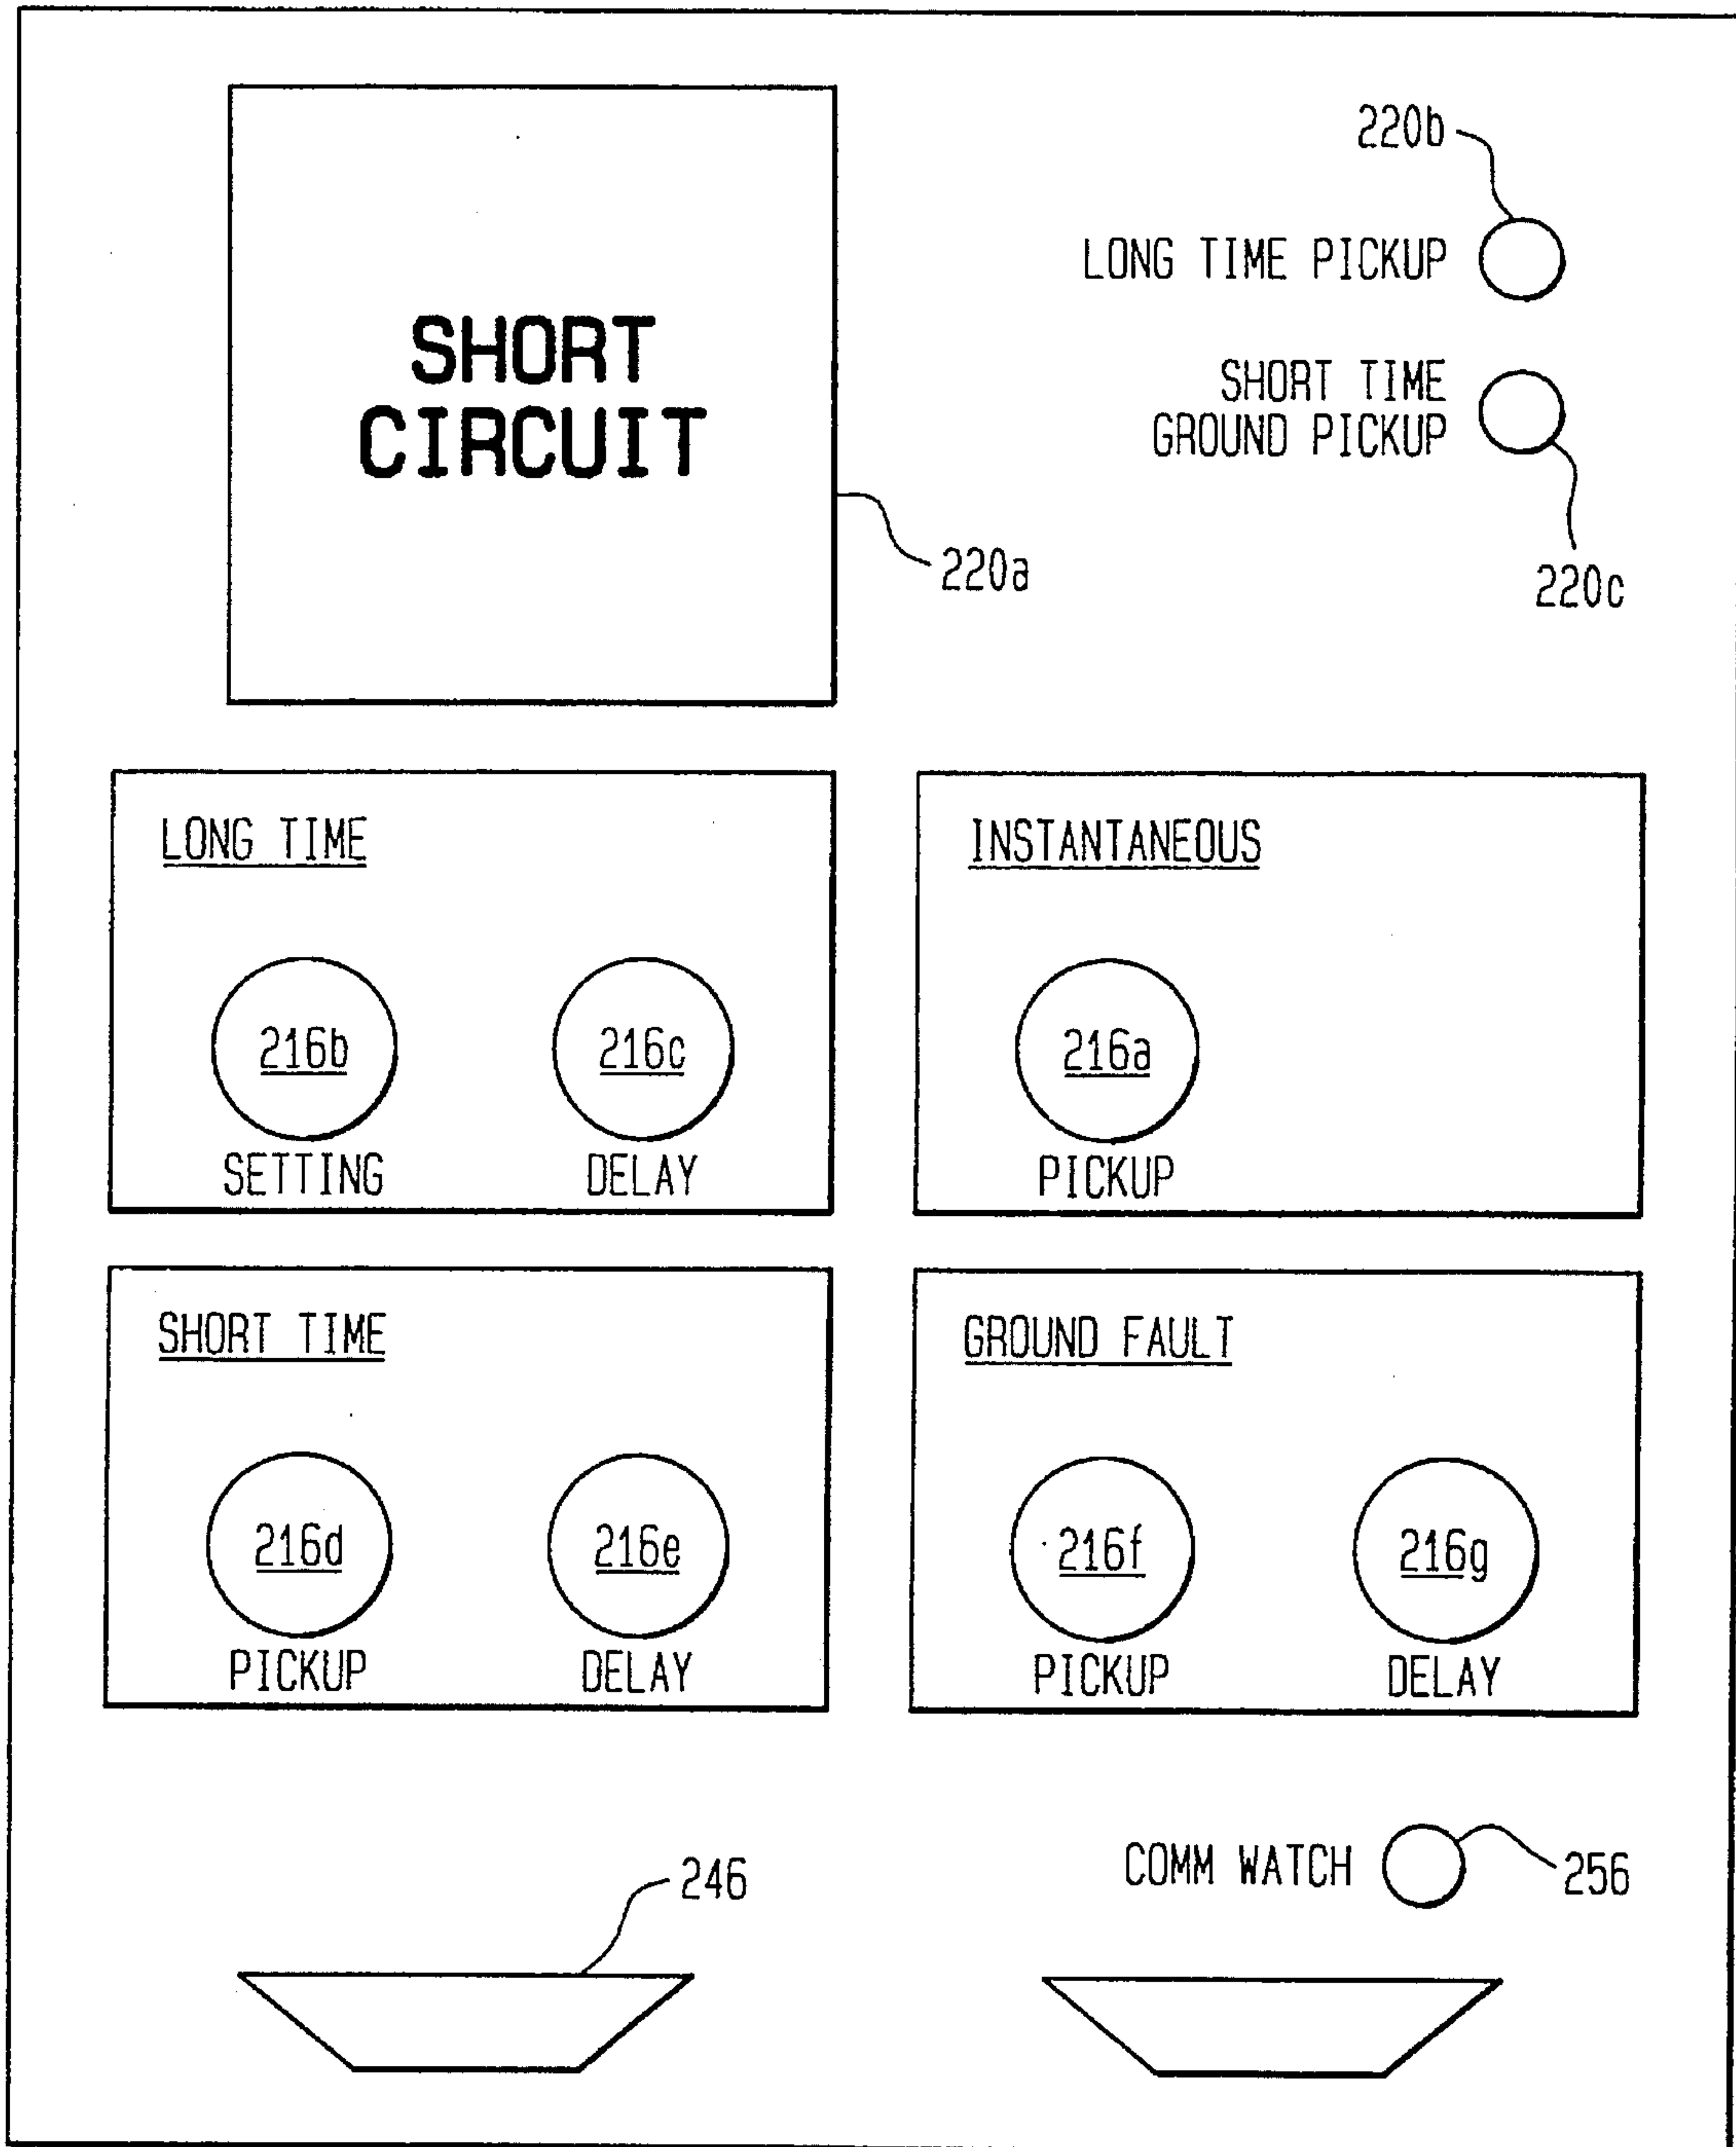 220b
LONG TIME PICKUP
SHORT
CIRCUIT
SHORT TIME
GROUND PICKUP
220a
220c
LONG TIME
216b
216c
SETTING
DELAY
INSTANTANEOUS
216a
PICKUP
SHORT TIME
216d
216e
PICKUP
DELAY
GROUND FAULT
216f
216g
PICKUP
DELAY
246
COMM WATCH
256